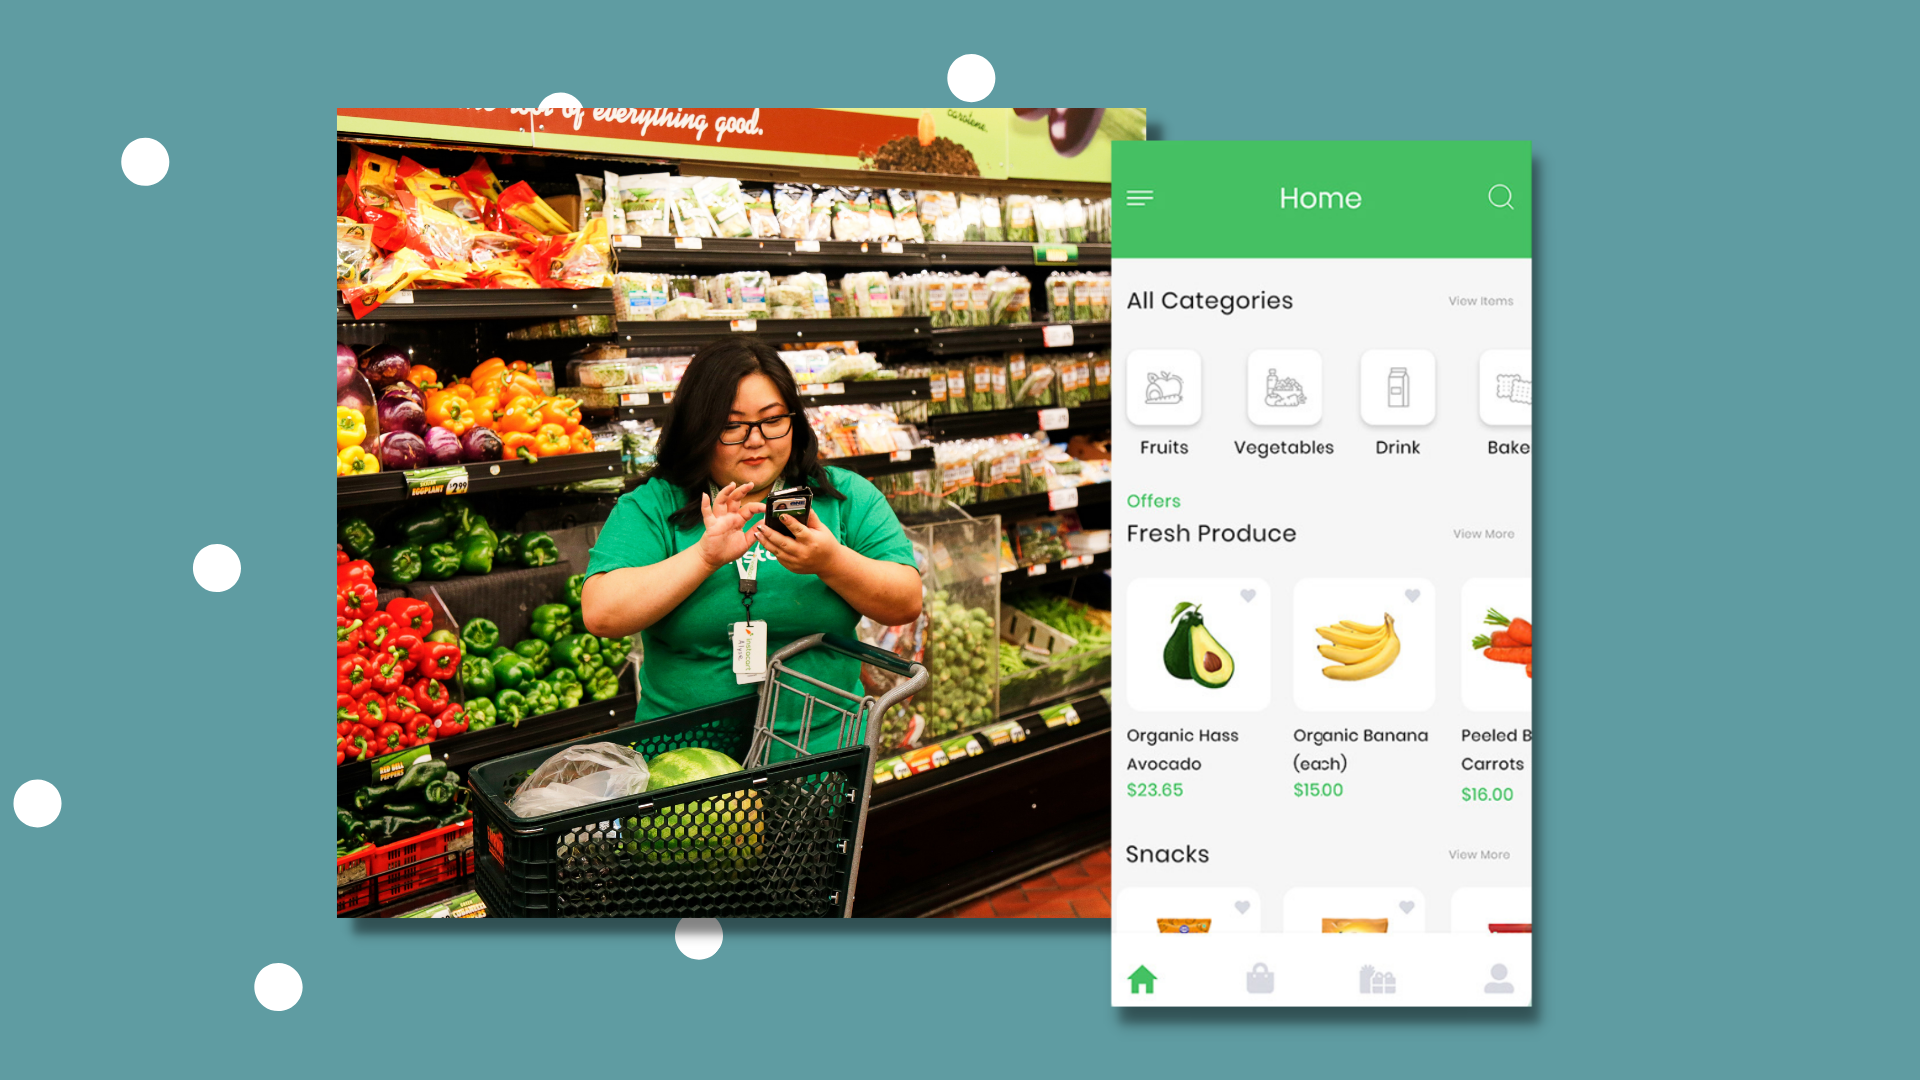 of everything good.
carotene.
EGGPLANT 2.99
RED BELL
PEPPERS
instacart
Home
All Categories
View Items
Fruits
Vegetables
Drink
Bake
Offers
Fresh Produce
View More
Organic Hass
Avocado
$23.65
Organic Banana
(each)
$15.00
Peeled B
Carrots
$16.00
Snacks
View More